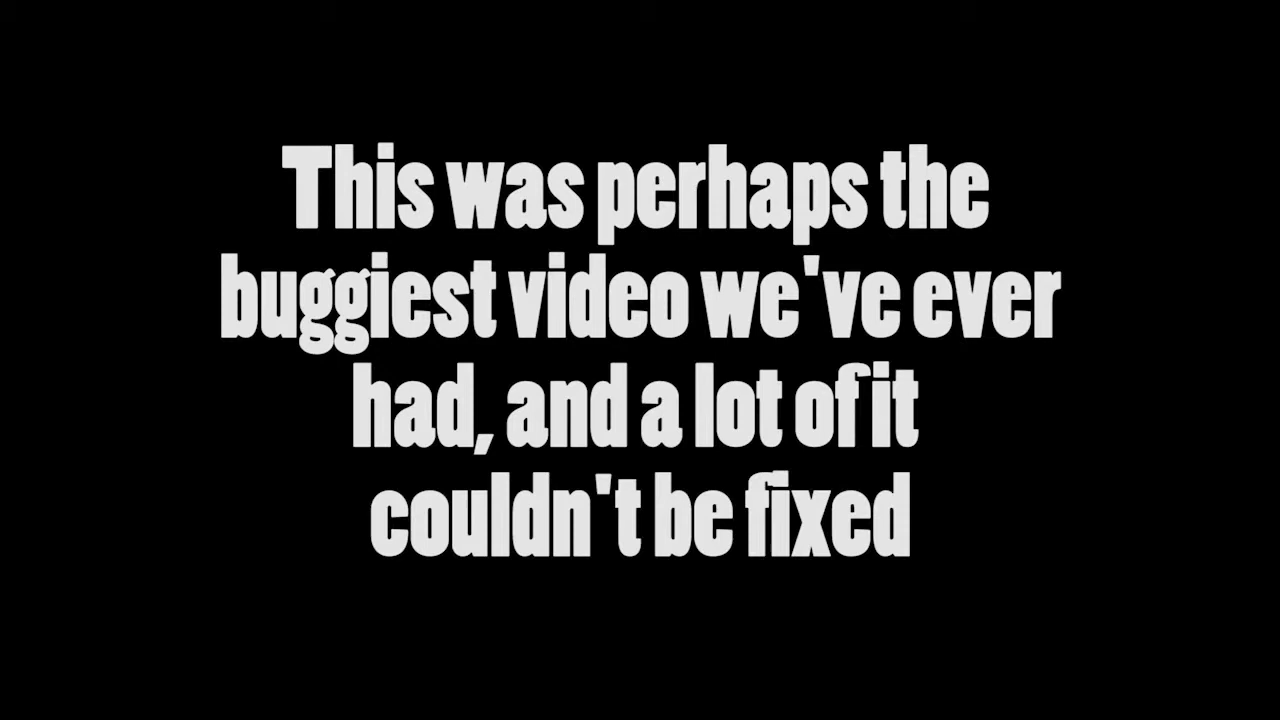 This was perhaps the
buggiest video we've ever
had, and a lot of it
couldn't be fixed